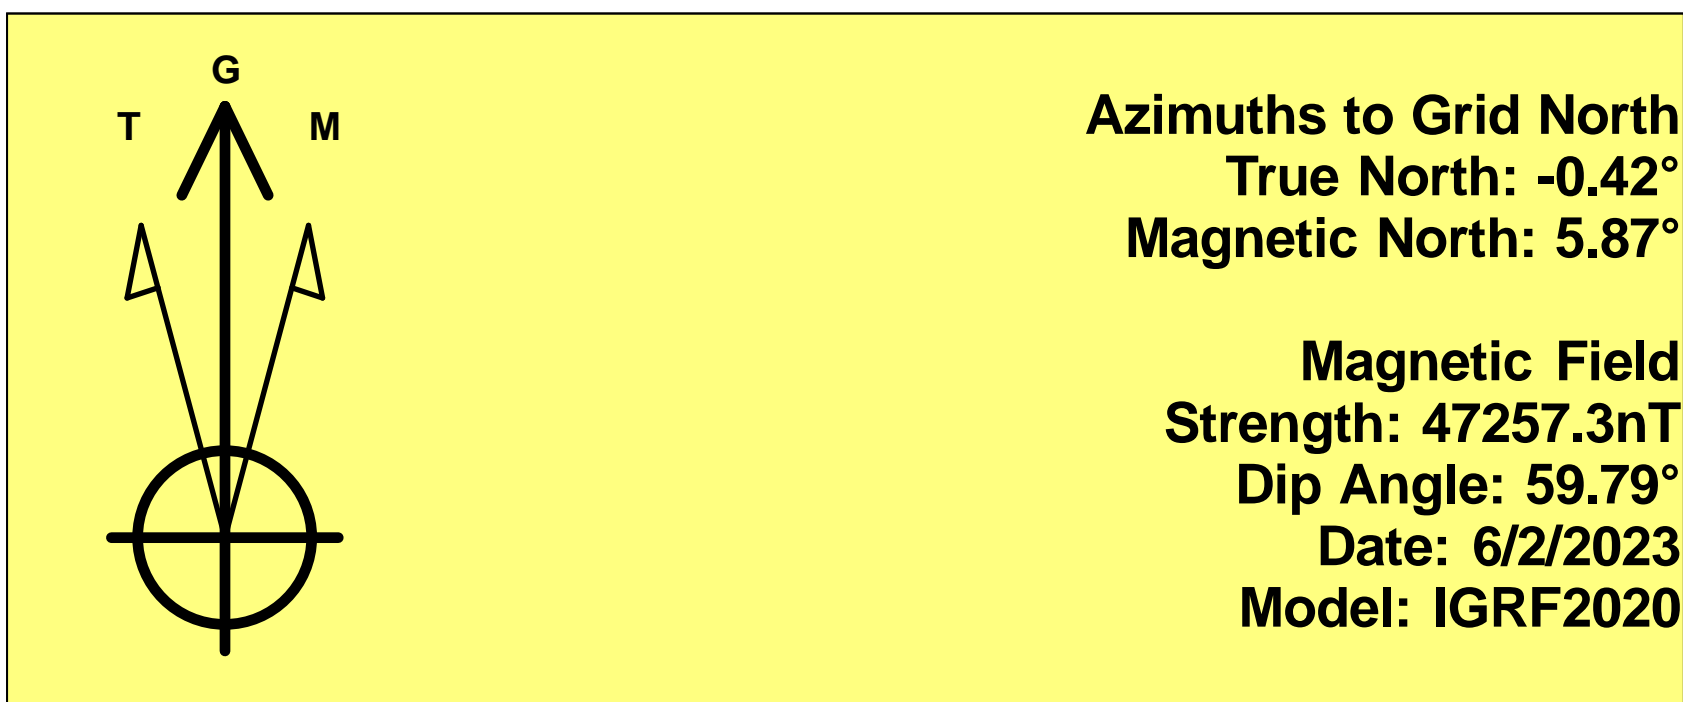 G
T M
Azimuths to Grid North
True North: -0.42°
Magnetic North: 5.87°
Magnetic Field
Strength: 47257.3nT
Dip Angle: 59.79°
Date: 6/2/2023
Model: IGRF2020